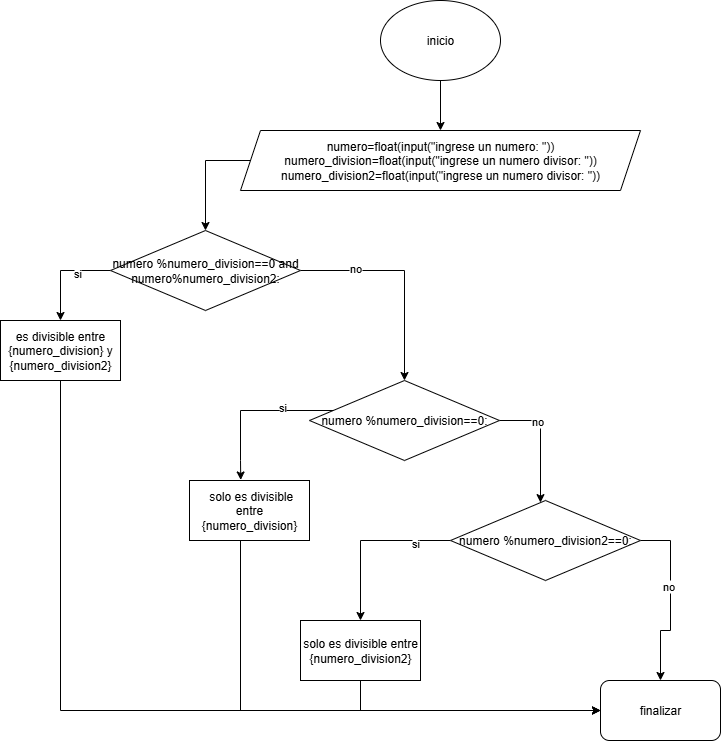 inicio
numero=float(input("ingrese un numero: "))
numero_division=float(input("ingrese un numero divisor: "))
numero_division2=float(input("ingrese un numero divisor: "))
numero %numero_division==0 and
numero%numero_division2:
si
no
es divisible entre
{numero_division} y
{numero_division2}
numero %numero_division==0:
si
no
solo es divisible
entre
{numero_division}
numero %numero_division2==0:
si
no
solo es divisible entre
{numero_division2}
finalizar